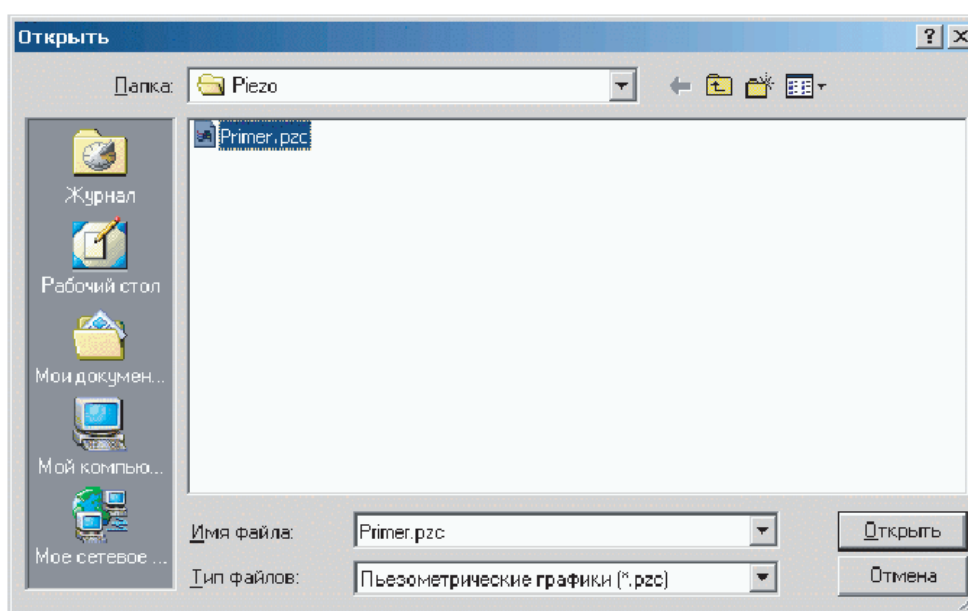 Открыть
Папка: Piezo
Primer.pzc
Журнал
Рабочий стол
Мои докумен...
Мой компью...
Мое сетевое ...
Имя файла: Primer.pzc Открыть
Тип файлов: Пьезометрические графики (*.pzc) Отмена